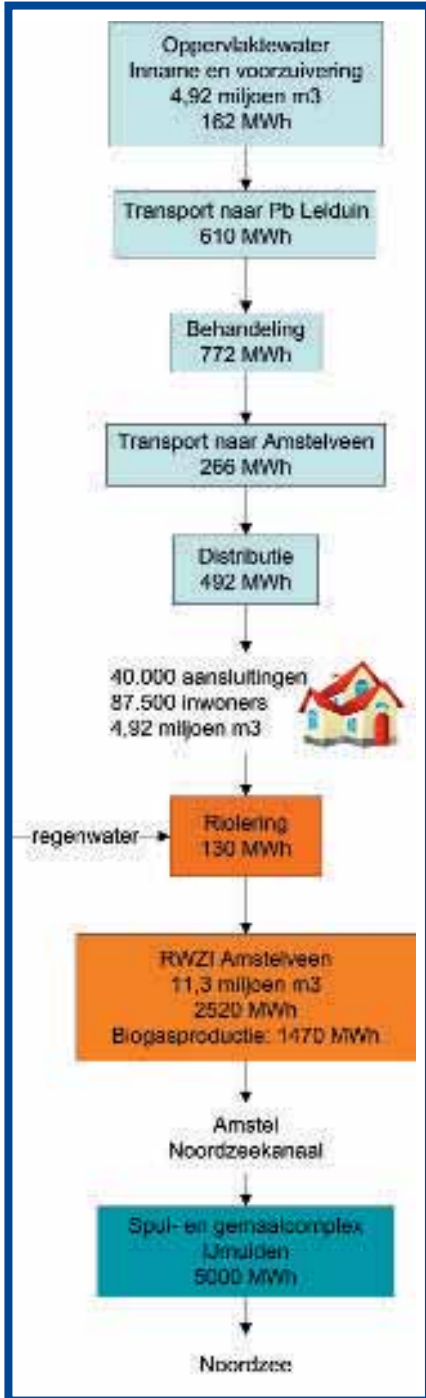 Oppervlaktewater
Inname en voorzuivering
4,92 miljoen m3
162 MWh
Transport naar Pb Leiduin
610 MWh
Behandeling
772 MWh
Transport naar Amstelveen
266 MWh
Distributie
492 MWh
40.000 aansluitingen
87.500 inwoners
4,92 miljoen m3
regenwater
Riolering
130 MWh
RWZI Amstelveen
11,3 miljoen m3
2520 MWh
Biogasproductie: 1470 MWh
Amstel
Noordzeekanaal
Spui- en gemaalcomplex
IJmuiden
5000 MWh
Noordzee